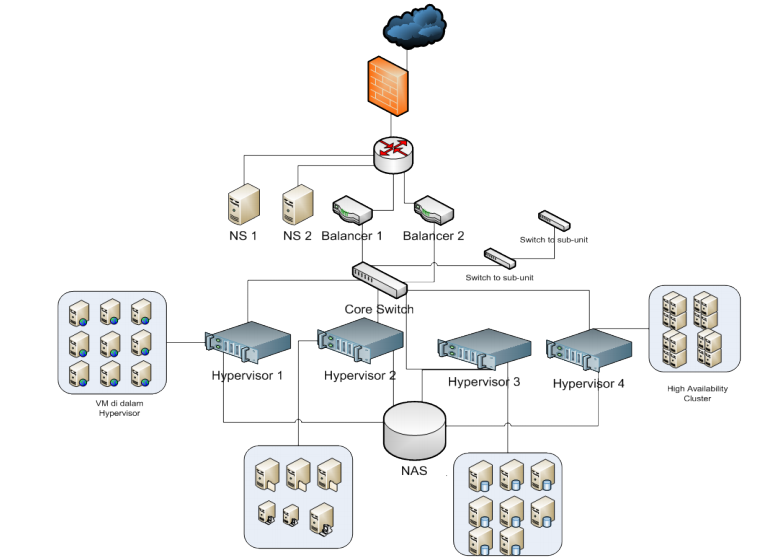 NS 1
NS 2
Balancer 1
Balancer 2
Switch to sub-unit
Switch to sub-unit
Core Switch
Hypervisor 1
Hypervisor 2
Hypervisor 3
Hypervisor 4
VM di dalam
Hypervisor
High Availability
Cluster
NAS